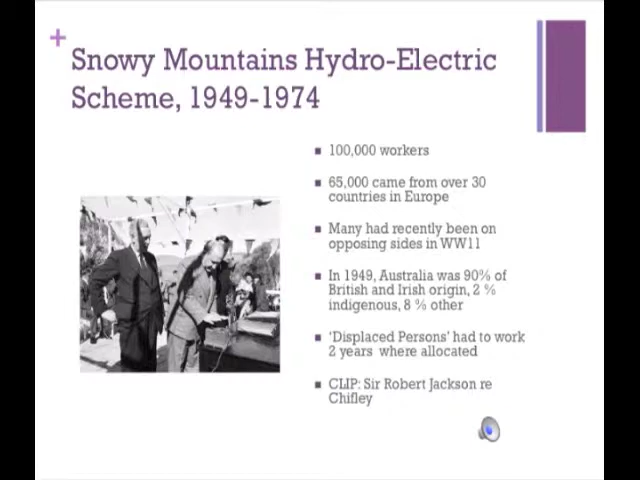 Snowy Mountains Hydro-Electric
Scheme, 1949-1974
100,000 workers
65,000 came from over 30
countries in Europe
Many had recently been on
opposing sides in WW11
In 1949, Australia was 90% of
British and Irish origin, 2 %
indigenous, 8 % other
‘Displaced Persons’ had to work
2 years where allocated
CLIP: Sir Robert Jackson re
Chifley